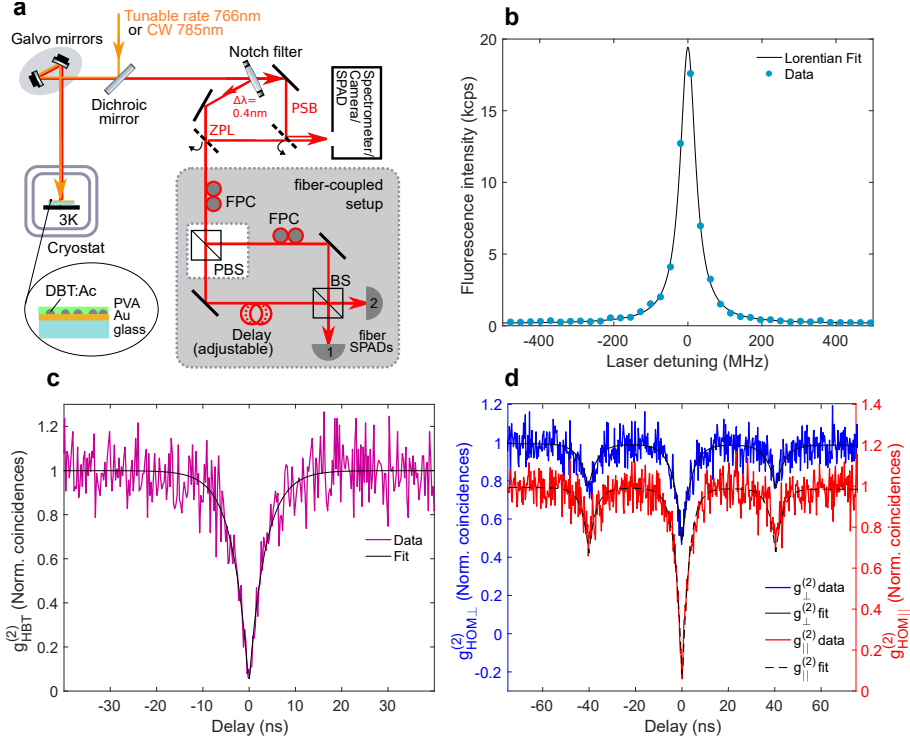 a
Tunable rate 766nm
or CW 785nm
Galvo mirrors
Notch filter
Dichroic
mirror
Δλ=
0.4nm
PSB
ZPL
Spectrometer/
Camera/
SPAD
3K
Cryostat
DBT:Ac
PVA
Au
glass
fiber-coupled
setup
FPC
FPC
PBS
BS
2
Delay
(adjustable)
fiber
SPADs
1
b
Fluorescence intensity (kcps)
20
15
10
5
0
-400 -200 0 200 400
Laser detuning (MHz)
Lorentian Fit
Data
c
g(2)HBT (Norm. coincidences)
1.2
1
0.8
0.6
0.4
0.2
0
-30 -20 -10 0 10 20 30
Delay (ns)
Data
Fit
d
g(2)HOM⊥ (Norm. coincidences)
1.2
1
0.8
0.6
0.4
0.2
0
-0.2
-60 -40 -20 0 20 40 60
Delay (ns)
g(2)⊥ data
g(2)⊥ fit
g(2)|| data
g(2)|| fit
1.4
1.2
1
0.8
0.6
0.4
0.2
0
g(2)HOM|| (Norm. coincidences)